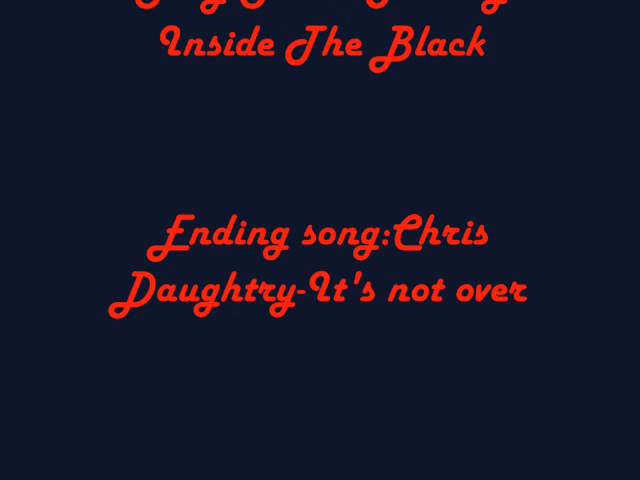 Inside The Black
Ending song:Chris
Daughtry-It's not over